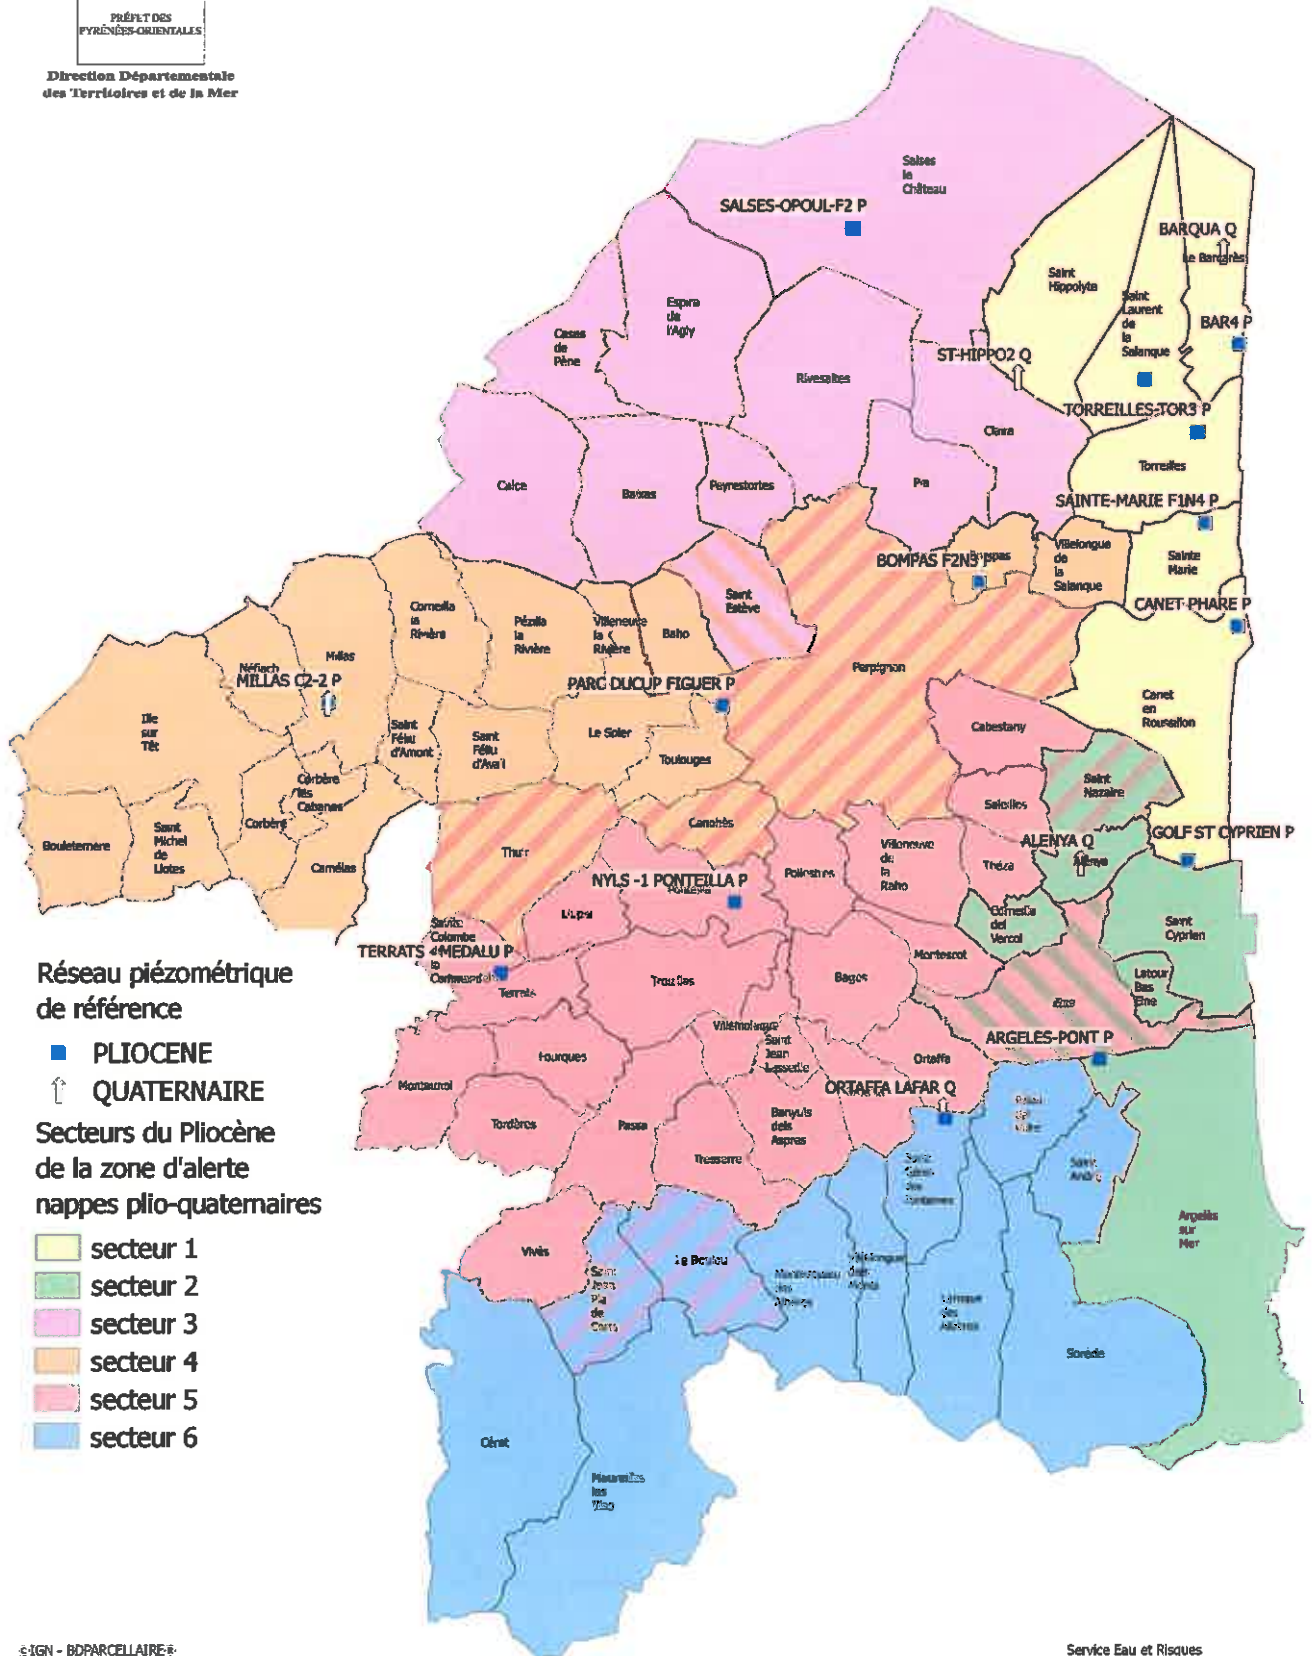 PRÉFET DES
PYRÉNÉES-ORIENTALES
Direction Départementale
des Territoires et de la Mer
Salses
le
Château
SALSES-OPOUL-F2 P
BARQUA Q
Le Barcarès
Saint
Hippolyte
Saint
Laurent
de
la
Salanque
Espira
de
l'Agly
BAR4 P
Cases
de
Pène
ST-HIPPO2 Q
Rivesaltes
TORREILLES-TOR3 P
Claira
Torreilles
Calce
Baixas
Peyrestortes
Pia
SAINTE-MARIE F1N4 P
BOMPAS F2N3 P
Villelongue
de
la
Salanque
Sainte
Marie
Saint
Estève
CANET PHARE P
Corneilla
la
Rivière
Pézilla
la
Rivière
Villeneuve
la
Rivière
Baho
Millas
Néfiach
MILLAS C2-2 P
PARC DUCUP FIGUER P
Perpignan
Canet
en
Roussillon
Ille
sur
Têt
Saint
Féliu
d'Amont
Saint
Féliu
d'Avall
Le Soler
Toulouges
Cabestany
Saint
Nazaire
Corbère
les
Cabanes
Corbère
Saleilles
Bouleternère
Saint
Michel
de
Llotes
Camélas
Thuir
Canohès
GOLF ST CYPRIEN P
ALENYA Q
Alenya
Villeneuve
de
la
Raho
Théza
Pollestres
NYLS -1 PONTEILLA P
Ponteilla
Llupia
Corneilla
del
Vercol
Saint
Cyprien
Sainte
Colombe
de
la
TERRATS -MEDALU P
Terrats
Trouillas
Bages
Montescot
Latour
Bas
Elne
Elne
Réseau piézométrique
de référence
PLIOCENE
QUATERNAIRE
Villemolaque
Saint
Jean
Lasseille
ARGELES-PONT P
Fourques
Ortaffa
Montauriol
ORTAFFA LAFAR Q
Tordères
Passa
Banyuls
dels
Aspres
Tresserre
Saint
André
Secteurs du Pliocène
de la zone d'alerte
nappes plio-quaternaires
secteur 1
secteur 2
secteur 3
secteur 4
secteur 5
secteur 6
Argelès
sur
Mer
Vivès
Le Boulou
Saint
Jean
Pla
de
Corts
Laroque
des
Albères
Sorède
Céret
Maureillas
las
Illas
©IGN - BDPARCELLAIRE®
Service Eau et Risques